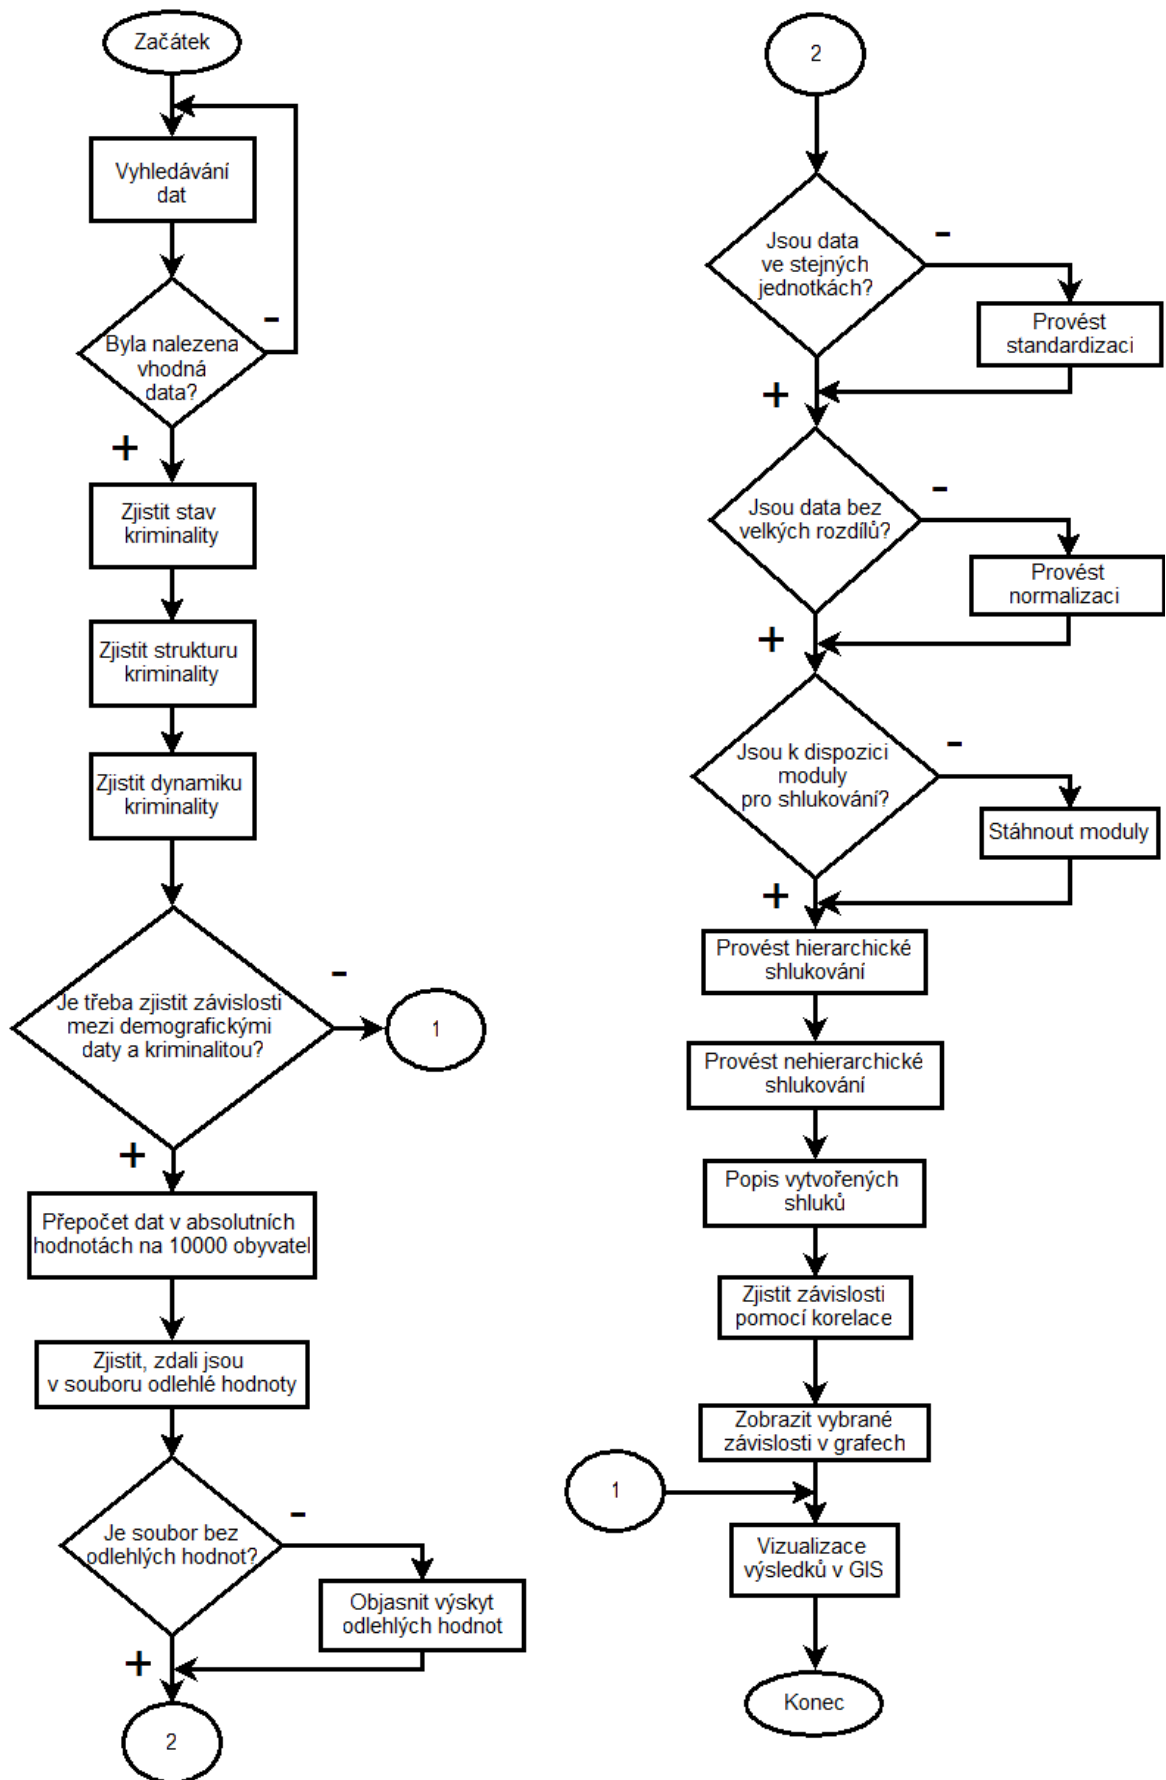 Začátek
Vyhledávání
dat
-
Byla nalezena
vhodná
data?
+
Zjistit stav
kriminality
Zjistit strukturu
kriminality
Zjistit dynamiku
kriminality
-
Je třeba zjistit závislosti
mezi demografickými
daty a kriminalitou?
1
+
Přepočet dat v absolutních
hodnotách na 10000 obyvatel
Zjistit, zdali jsou
v souboru odlehlé hodnoty
-
Je soubor bez
odlehlých hodnot?
Objasnit výskyt
odlehlých hodnot
+
2
2
-
Jsou data
ve stejných
jednotkách?
Provést
standardizaci
+
-
Jsou data bez
velkých rozdílů?
Provést
normalizaci
+
-
Jsou k dispozici
moduly
pro shlukování?
Stáhnout moduly
+
Provést hierarchické
shlukování
Provést nehierarchické
shlukování
Popis vytvořených
shluků
Zjistit závislosti
pomocí korelace
Zobrazit vybrané
závislosti v grafech
1
Vizualizace
výsledků v GIS
Konec